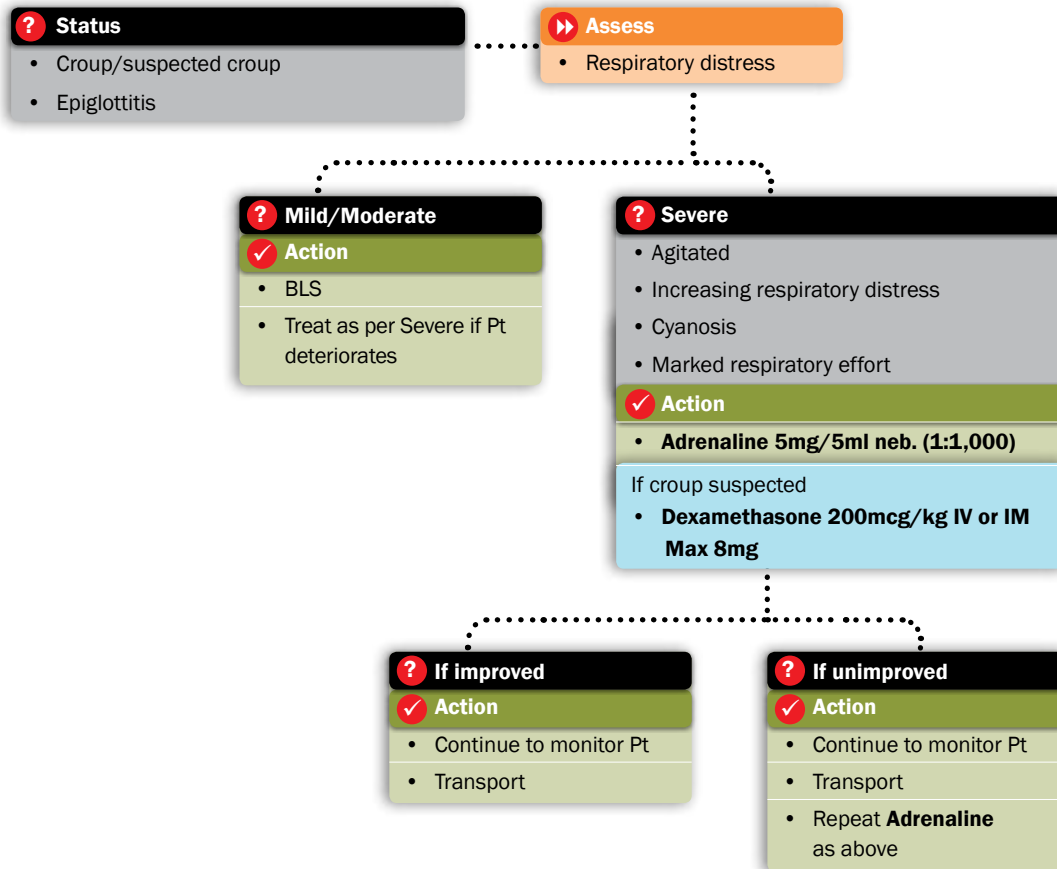 ? Status
• Croup/suspected croup
• Epiglottitis
Assess
• Respiratory distress
? Mild/Moderate
Action
• BLS
• Treat as per Severe if Pt
deteriorates
? Severe
• Agitated
• Increasing respiratory distress
• Cyanosis
• Marked respiratory effort
Action
• Adrenaline 5mg/5ml neb. (1:1,000)
If croup suspected
• Dexamethasone 200mcg/kg IV or IM
Max 8mg
? If improved
Action
• Continue to monitor Pt
• Transport
? If unimproved
Action
• Continue to monitor Pt
• Transport
• Repeat Adrenaline
as above